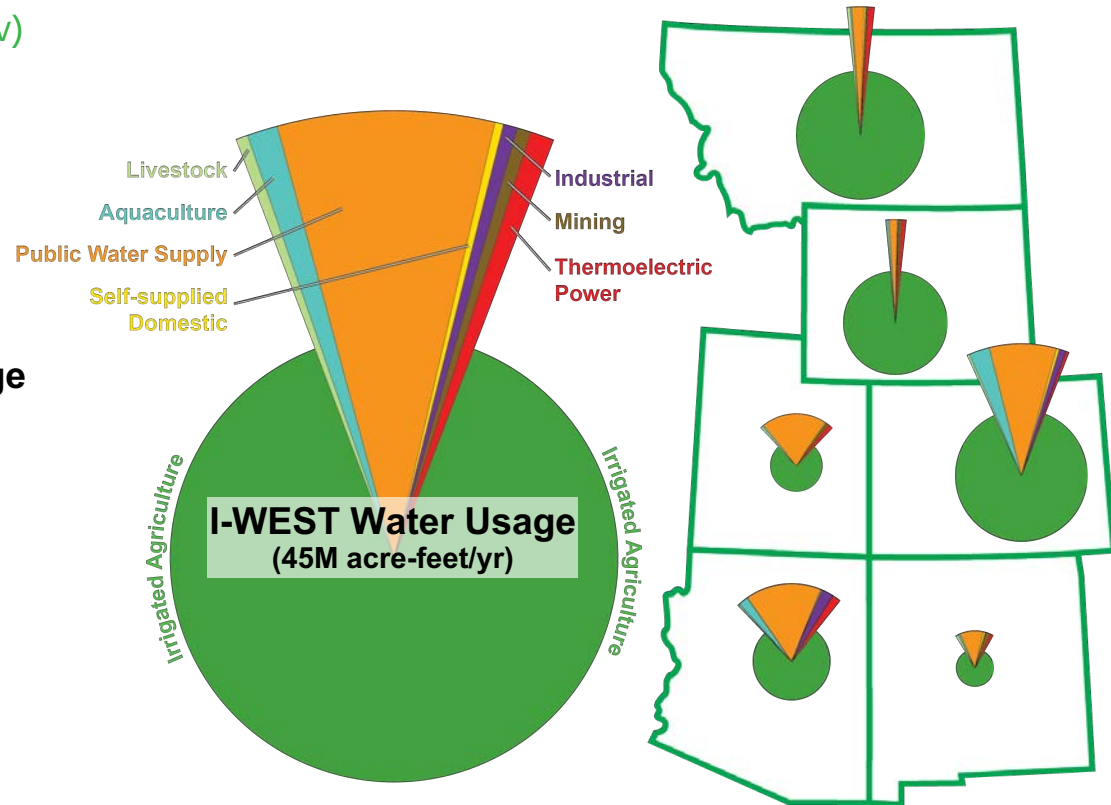 v)
Livestock
Aquaculture
Public Water Supply
Self-supplied
Domestic
Industrial
Mining
Thermoelectric
Power
ge
Irrigated Agriculture
Irrigated Agriculture
I-WEST Water Usage
(45M acre-feet/yr)